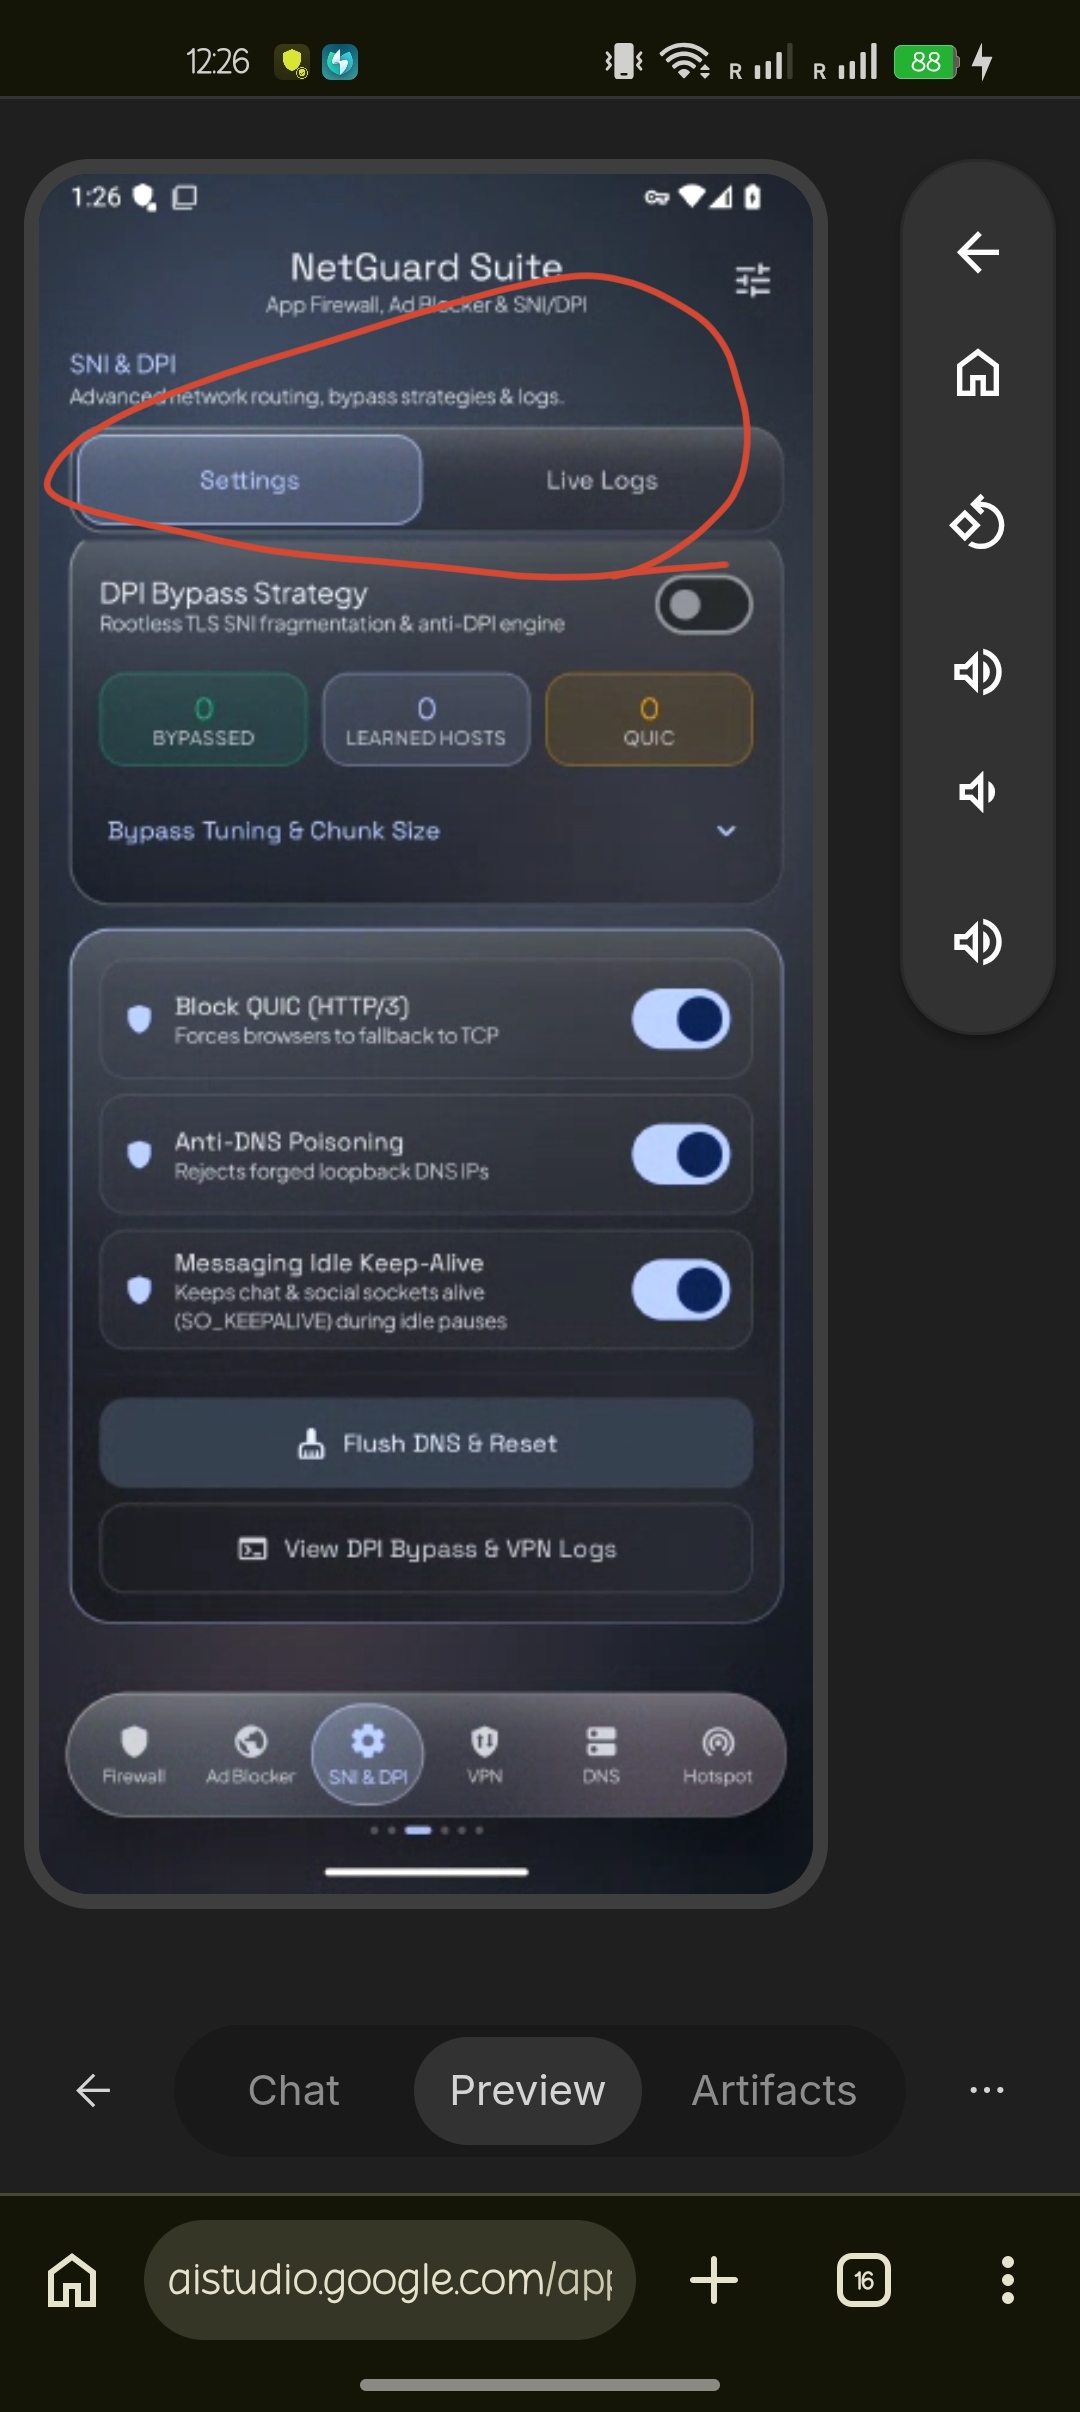 12:26
R
R
88
1:26
NetGuard Suite
App Firewall, Ad Blocker & SNI/DPI
SNI & DPI
Advanced network routing, bypass strategies & logs.
Settings
Live Logs
DPI Bypass Strategy
Rootless TLS SNI fragmentation & anti-DPI engine
0
BYPASSED
0
LEARNED HOSTS
0
QUIC
Bypass Tuning & Chunk Size
Block QUIC (HTTP/3)
Forces browsers to fallback to TCP
Anti-DNS Poisoning
Rejects forged loopback DNS IPs
Messaging Idle Keep-Alive
Keeps chat & social sockets alive
(SO_KEEPALIVE) during idle pauses
Flush DNS & Reset
View DPI Bypass & VPN Logs
Firewall
Ad Blocker
SNI & DPI
VPN
DNS
Hotspot
Chat
Preview
Artifacts
aistudio.google.com/app
16